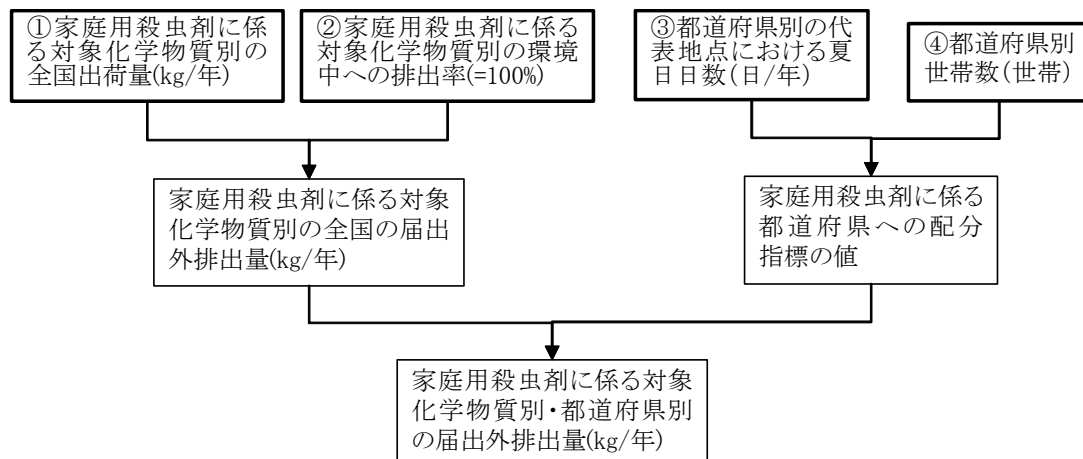 ①家庭用殺虫剤に係
る対象化学物質別の
全国出荷量(kg/年)
②家庭用殺虫剤に係る
対象化学物質別の環境
中への排出率(=100%)
③都道府県別の代
表地点における夏
日日数(日/年)
④都道府県別
世帯数(世帯)
家庭用殺虫剤に係る対象
化学物質別の全国の届出
外排出量(kg/年)
家庭用殺虫剤に係る
都道府県への配分
指標の値
家庭用殺虫剤に係る対象
化学物質別・都道府県別
の届出外排出量(kg/年)